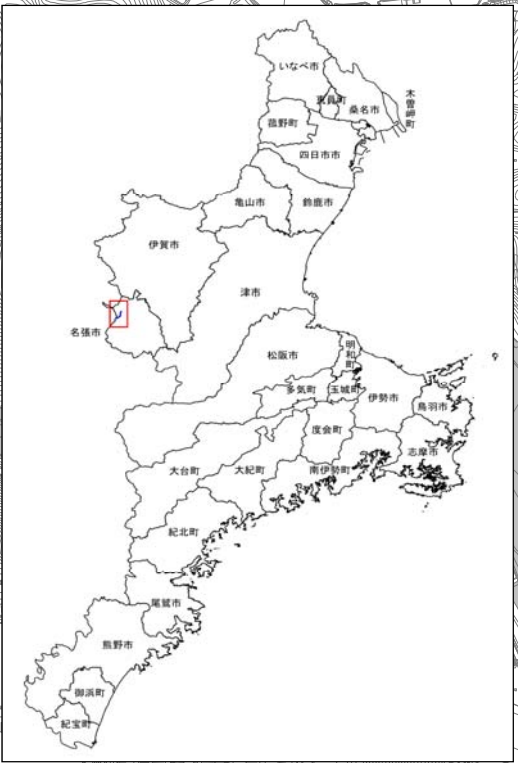 いなべ市
東員町
桑名市
木曽岬町
菰野町
四日市市
亀山市
鈴鹿市
伊賀市
津市
名張市
松阪市
明和町
多気町
玉城町
伊勢市
鳥羽市
度会町
志摩市
大台町
大紀町
南伊勢町
紀北町
尾鷲市
熊野市
御浜町
紀宝町